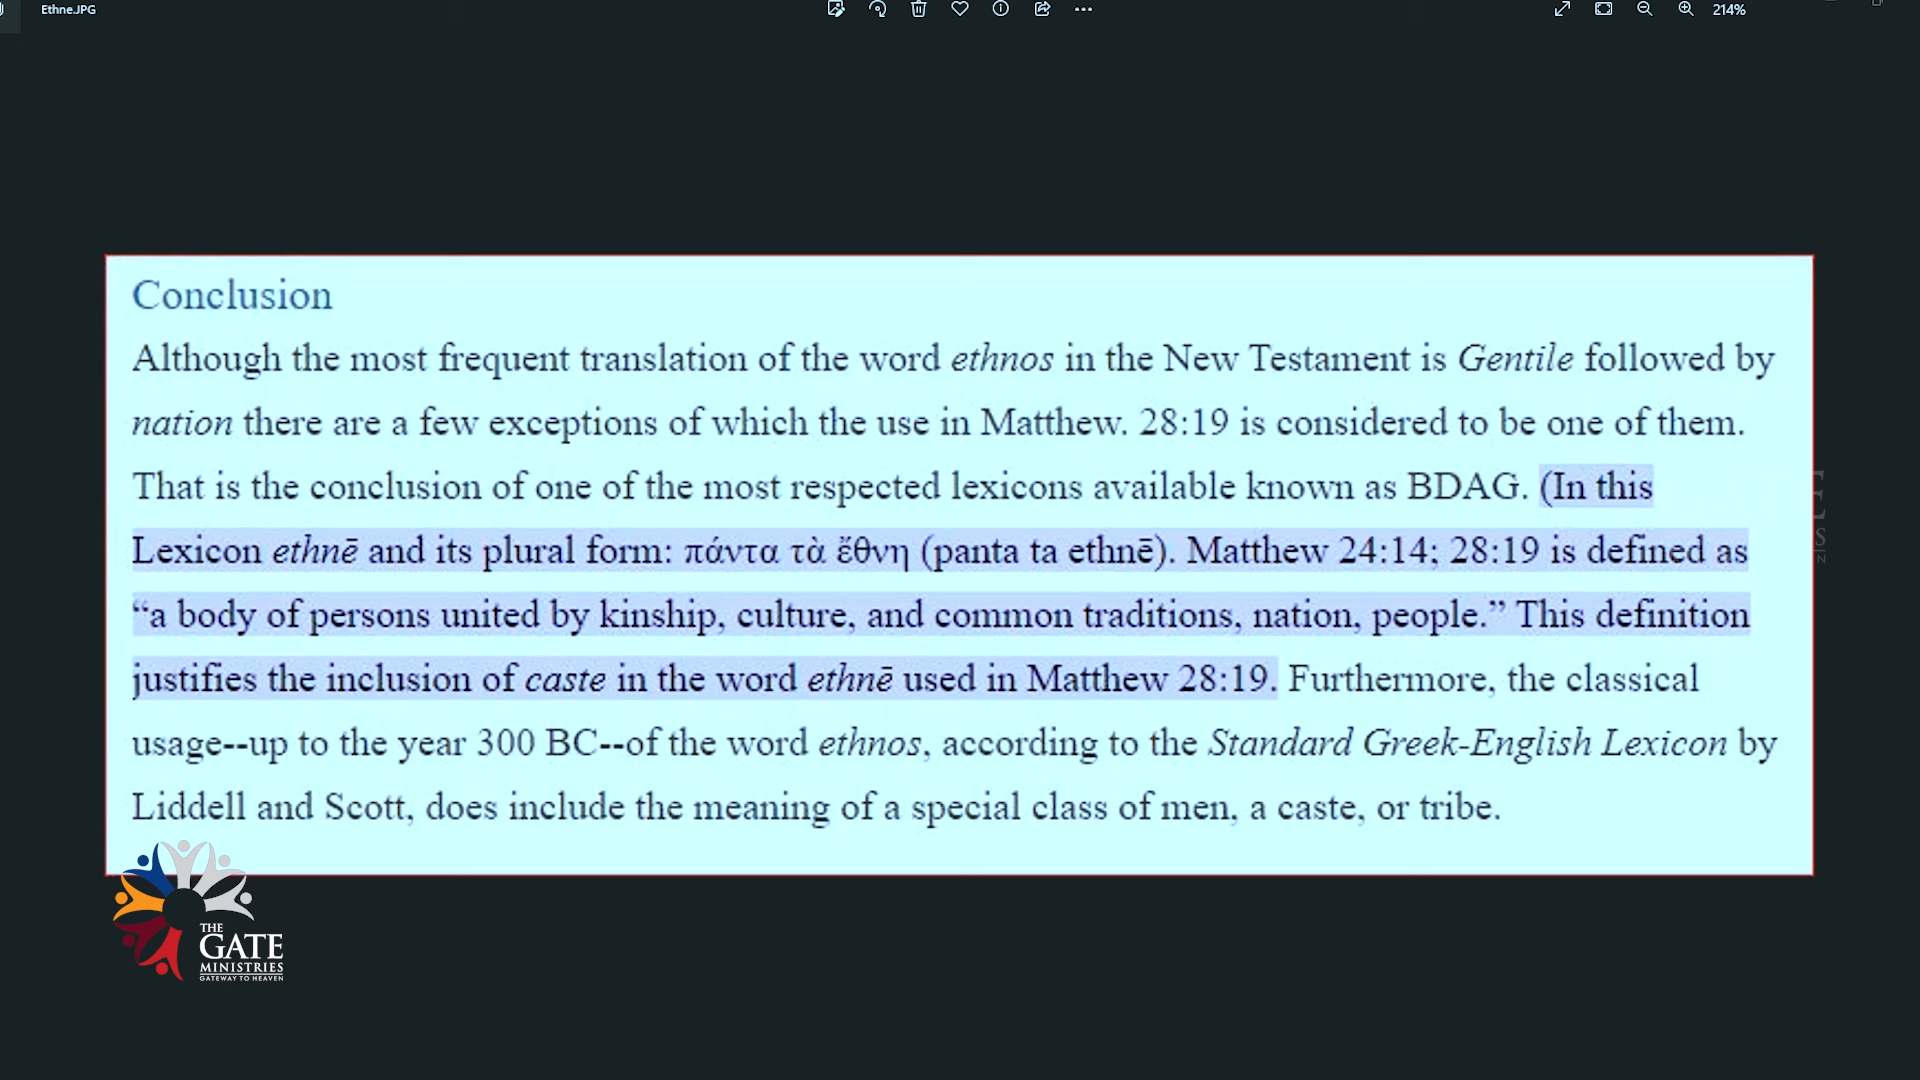 Ethne.JPG
214%
Conclusion
Although the most frequent translation of the word ethnos in the New Testament is Gentile followed by
nation there are a few exceptions of which the use in Matthew. 28:19 is considered to be one of them.
That is the conclusion of one of the most respected lexicons available known as BDAG. (In this
Lexicon ethnē and its plural form: πάντα τὰ ἔθνη (panta ta ethnē). Matthew 24:14; 28:19 is defined as
“a body of persons united by kinship, culture, and common traditions, nation, people.” This definition
justifies the inclusion of caste in the word ethnē used in Matthew 28:19. Furthermore, the classical
usage--up to the year 300 BC--of the word ethnos, according to the Standard Greek-English Lexicon by
Liddell and Scott, does include the meaning of a special class of men, a caste, or tribe.
THE
GATE
MINISTRIES
GATEWAY TO HEAVEN